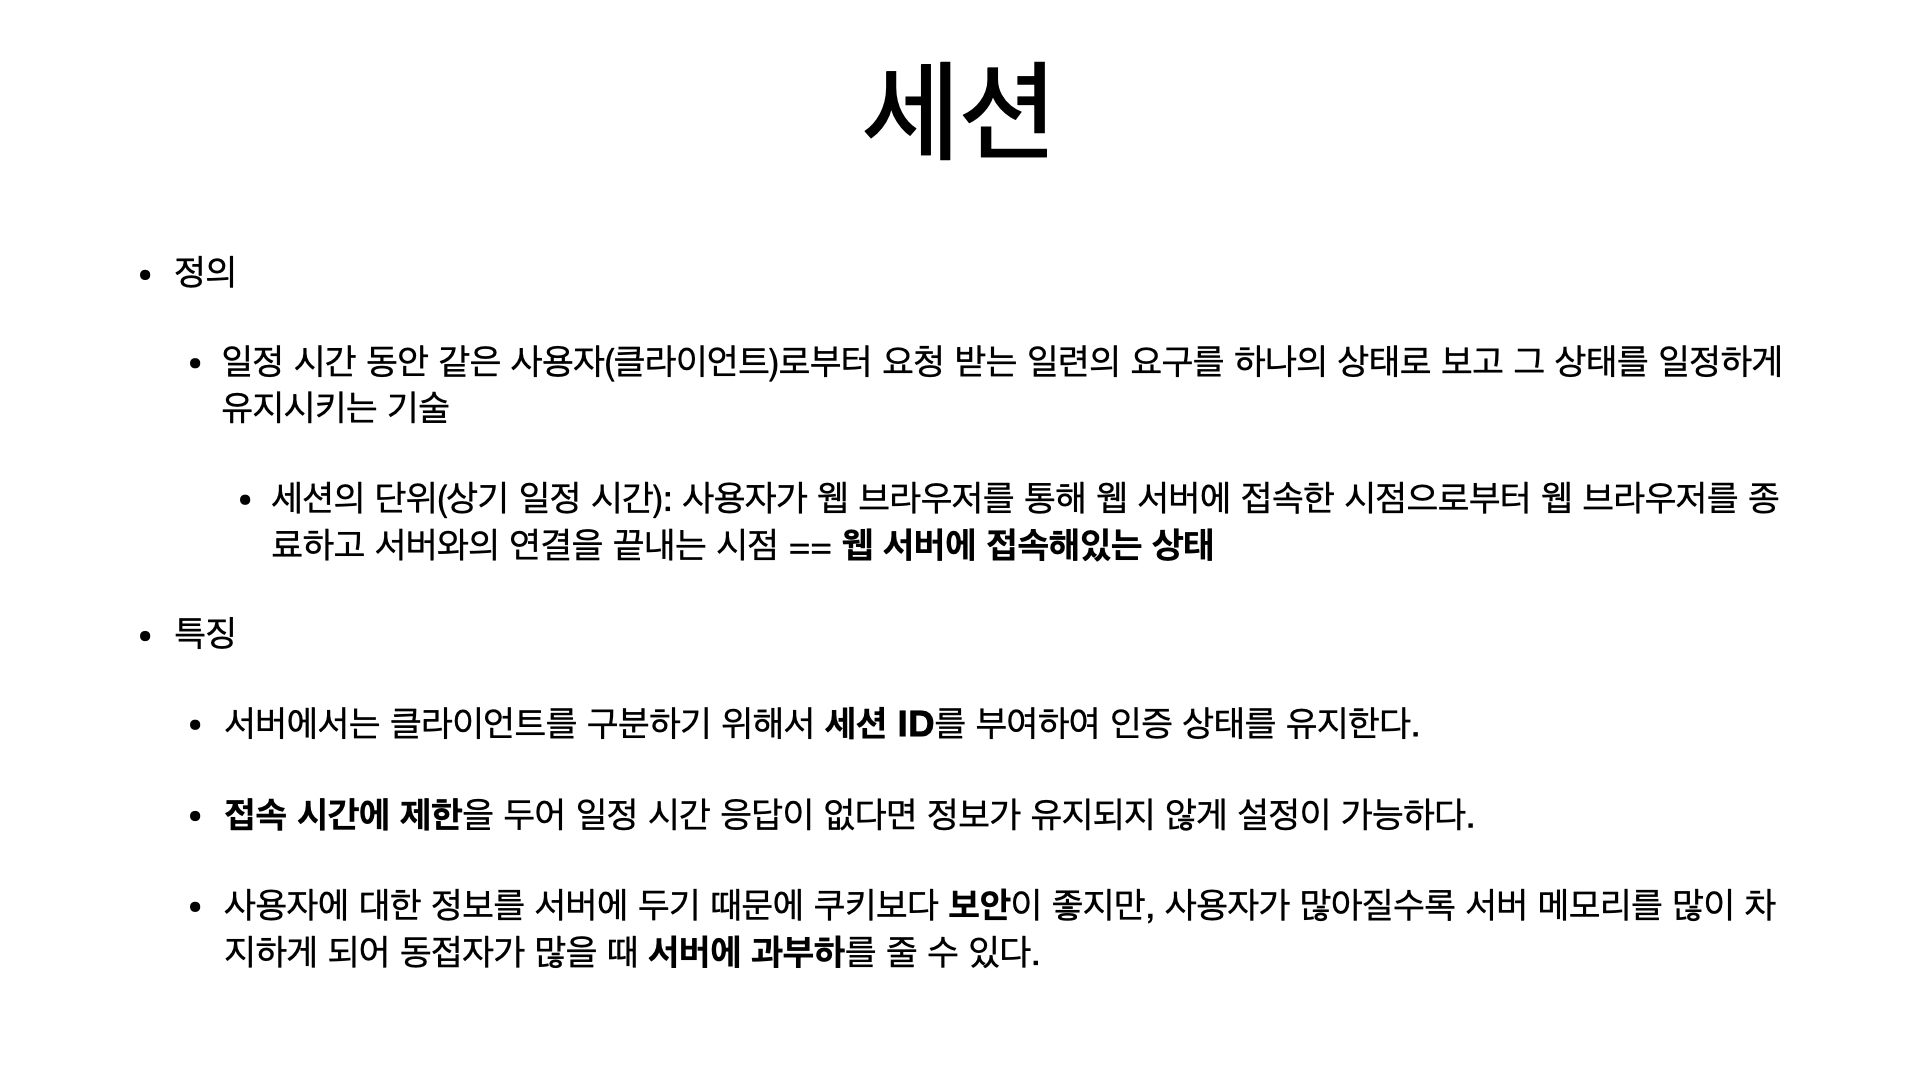 세션
• 정의
• 일정 시간 동안 같은 사용자(클라이언트)로부터 요청 받는 일련의 요구를 하나의 상태로 보고 그 상태를 일정하게
유지시키는 기술
• 세션의 단위(상기 일정 시간): 사용자가 웹 브라우저를 통해 웹 서버에 접속한 시점으로부터 웹 브라우저를 종
료하고 서버와의 연결을 끝내는 시점 == 웹 서버에 접속해있는 상태
• 특징
• 서버에서는 클라이언트를 구분하기 위해서 세션 ID를 부여하여 인증 상태를 유지한다.
• 접속 시간에 제한을 두어 일정 시간 응답이 없다면 정보가 유지되지 않게 설정이 가능하다.
• 사용자에 대한 정보를 서버에 두기 때문에 쿠키보다 보안이 좋지만, 사용자가 많아질수록 서버 메모리를 많이 차
지하게 되어 동접자가 많을 때 서버에 과부하를 줄 수 있다.